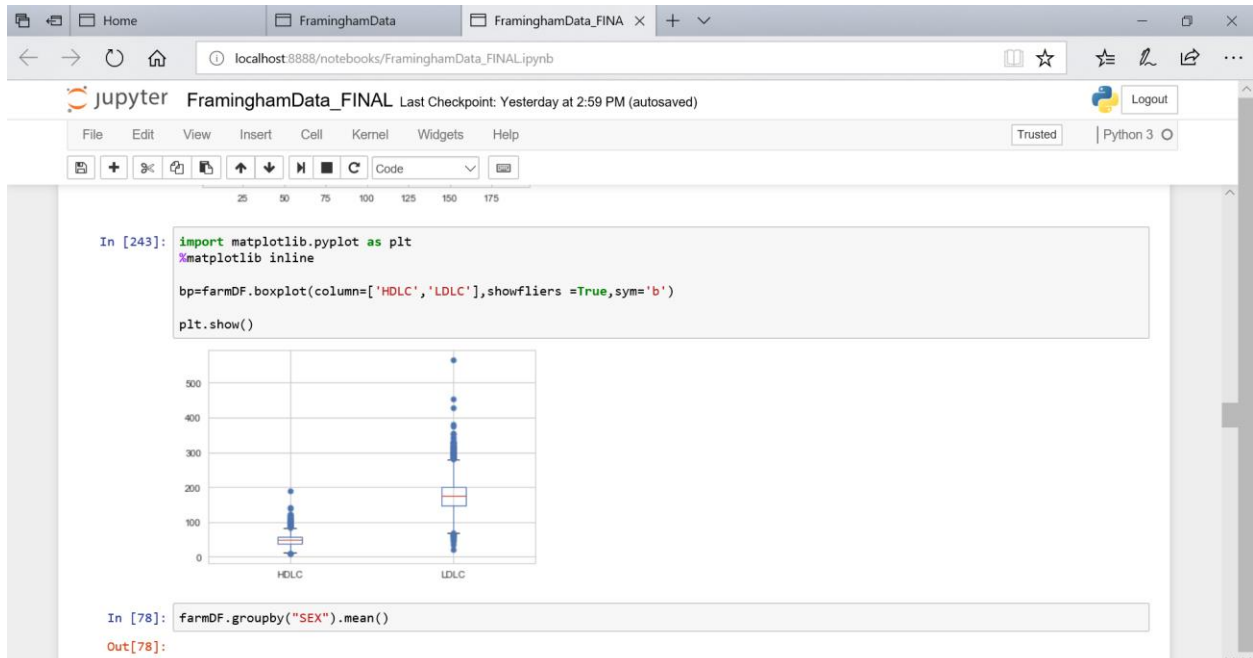 Home FraminghamData FraminghamData_FINA
localhost:8888/notebooks/FraminghamData_FINAL.ipynb
jupyter FraminghamData_FINAL Last Checkpoint: Yesterday at 2:59 PM (autosaved) Logout
File Edit View Insert Cell Kernel Widgets Help Trusted Python 3
Code
25 50 75 100 125 150 175
In [243]: import matplotlib.pyplot as plt
%matplotlib inline
bp=farmDF.boxplot(column=['HDLC','LDLC'],showfliers =True,sym='b')
plt.show()
500
400
300
200
100
0
HDLC LDLC
In [78]: farmDF.groupby("SEX").mean()
Out[78]: